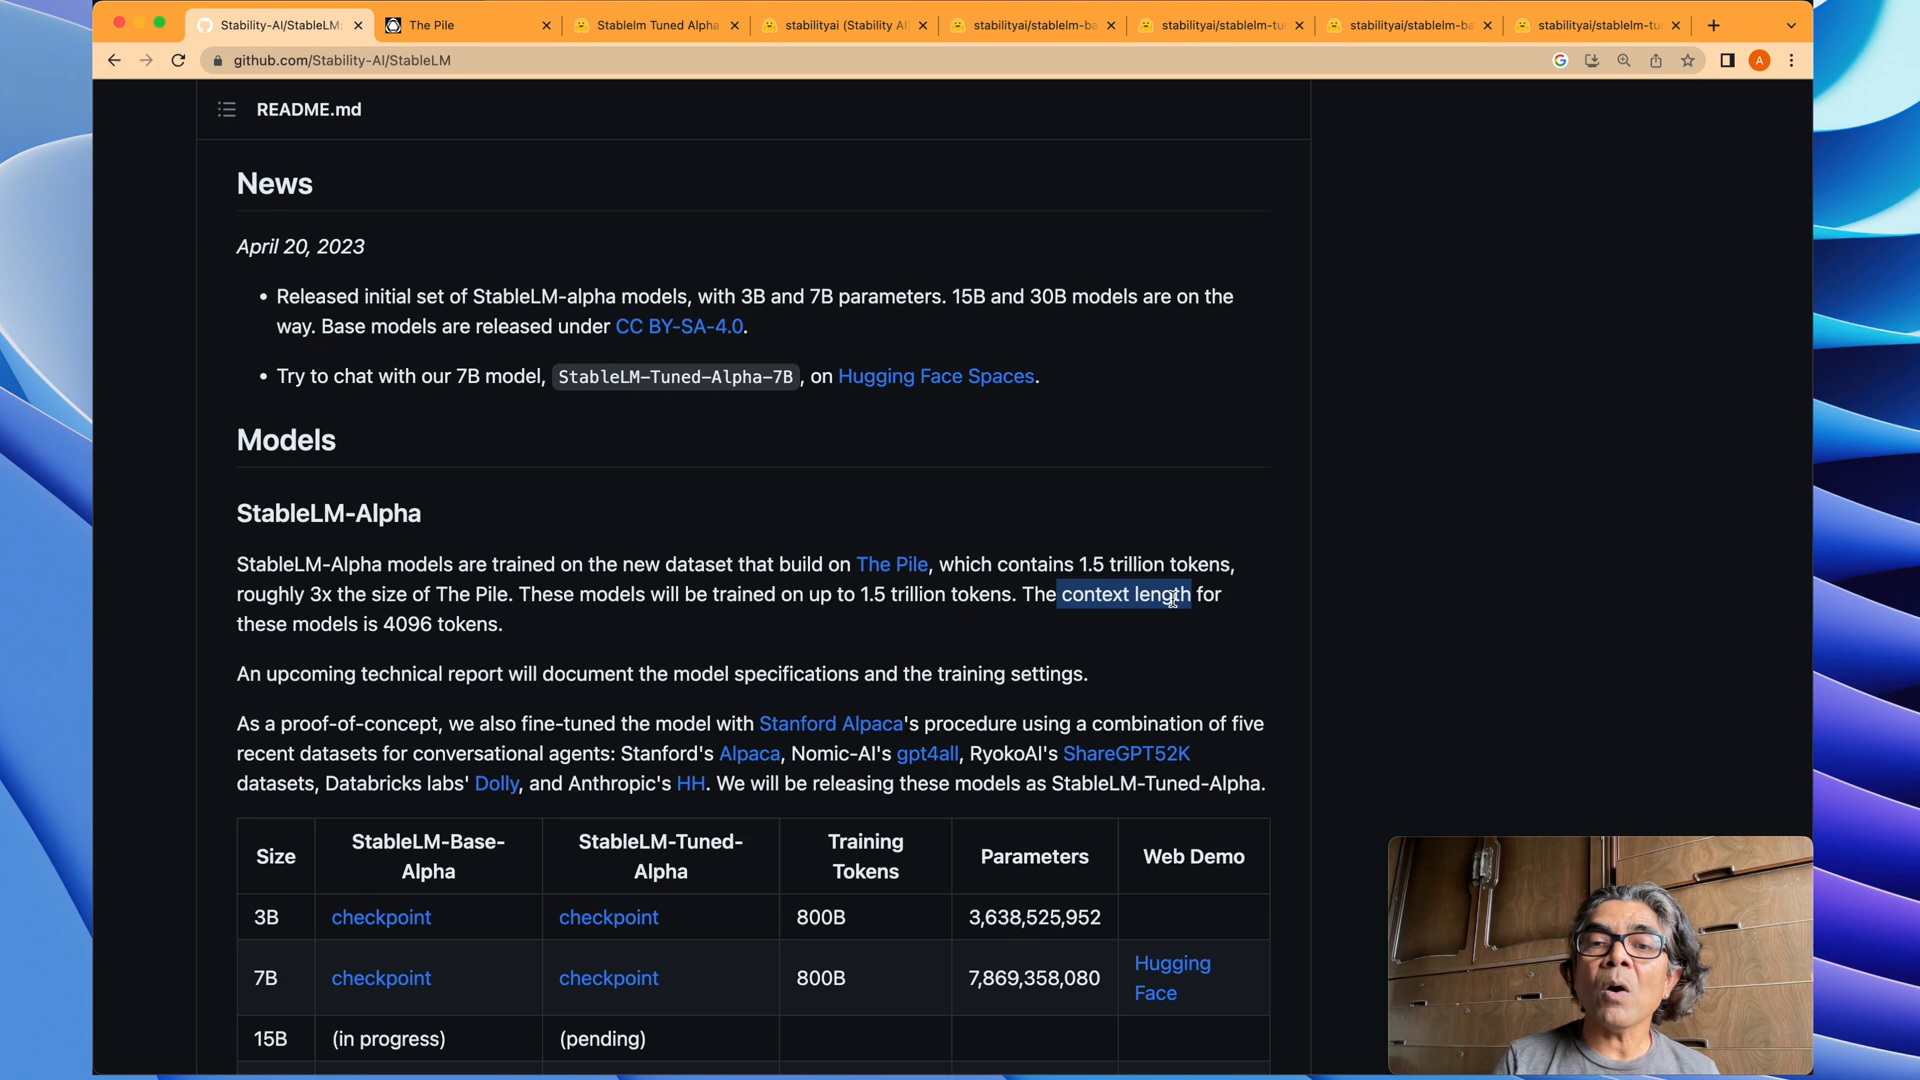 Stability-AI/StableLM:
The Pile
Stablelm Tuned Alpha
stabilityai (Stability AI)
stabilityai/stablelm-ba
stabilityai/stablelm-tu
stabilityai/stablelm-ba
stabilityai/stablelm-tu
github.com/Stability-AI/StableLM
A
README.md
News
April 20, 2023
• Released initial set of StableLM-alpha models, with 3B and 7B parameters. 15B and 30B models are on the
way. Base models are released under CC BY-SA-4.0.
• Try to chat with our 7B model, StableLM-Tuned-Alpha-7B, on Hugging Face Spaces.
Models
StableLM-Alpha
StableLM-Alpha models are trained on the new dataset that build on The Pile, which contains 1.5 trillion tokens,
roughly 3x the size of The Pile. These models will be trained on up to 1.5 trillion tokens. The context length for
these models is 4096 tokens.
An upcoming technical report will document the model specifications and the training settings.
As a proof-of-concept, we also fine-tuned the model with Stanford Alpaca's procedure using a combination of five
recent datasets for conversational agents: Stanford's Alpaca, Nomic-AI's gpt4all, RyokoAI's ShareGPT52K
datasets, Databricks labs' Dolly, and Anthropic's HH. We will be releasing these models as StableLM-Tuned-Alpha.
Size StableLM-Base-Alpha StableLM-Tuned-Alpha Training Tokens Parameters Web Demo
3B checkpoint checkpoint 800B 3,638,525,952
7B checkpoint checkpoint 800B 7,869,358,080 Hugging Face
15B (in progress) (pending)